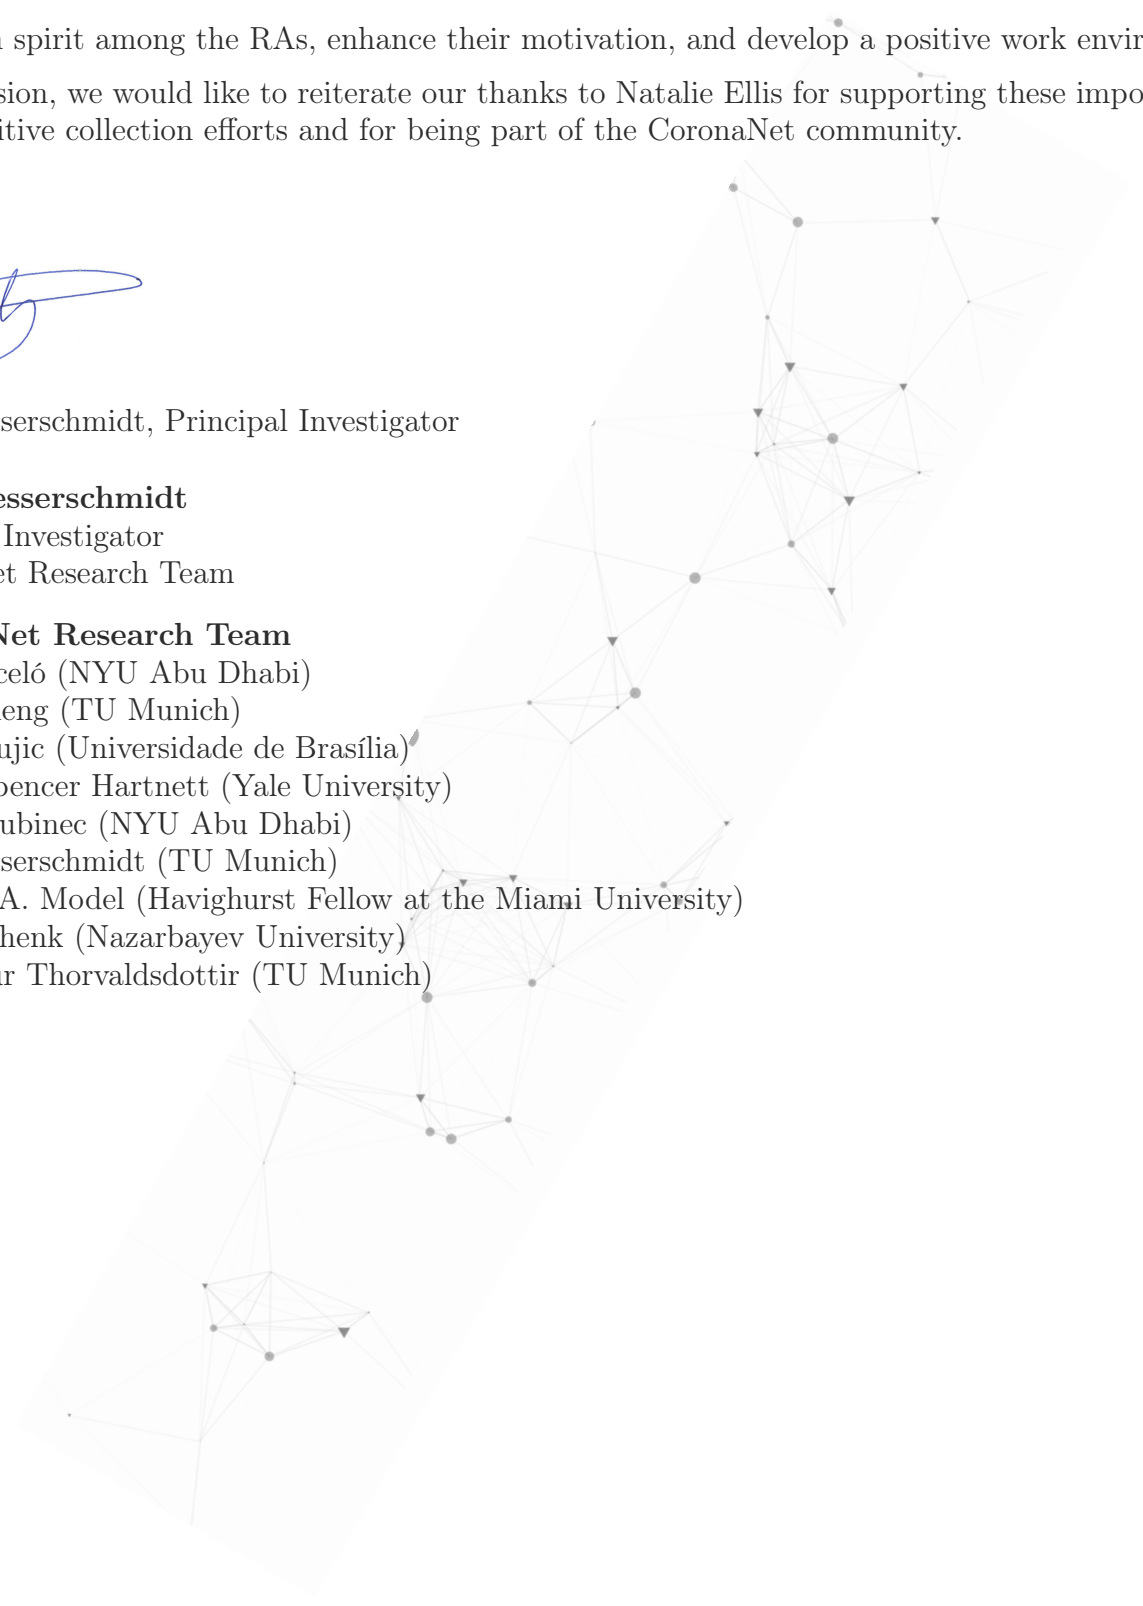 n spirit among the RAs, enhance their motivation, and develop a positive work envir
sion, we would like to reiterate our thanks to Natalie Ellis for supporting these impo
itive collection efforts and for being part of the CoronaNet community.
sserschmidt, Principal Investigator
esserschmidt
Investigator
et Research Team
Net Research Team
celó (NYU Abu Dhabi)
eng (TU Munich)
ujic (Universidade de Brasília)
pencer Hartnett (Yale University)
ubinec (NYU Abu Dhabi)
sserschmidt (TU Munich)
A. Model (Havighurst Fellow at the Miami University)
henk (Nazarbayev University)
ur Thorvaldsdottir (TU Munich)